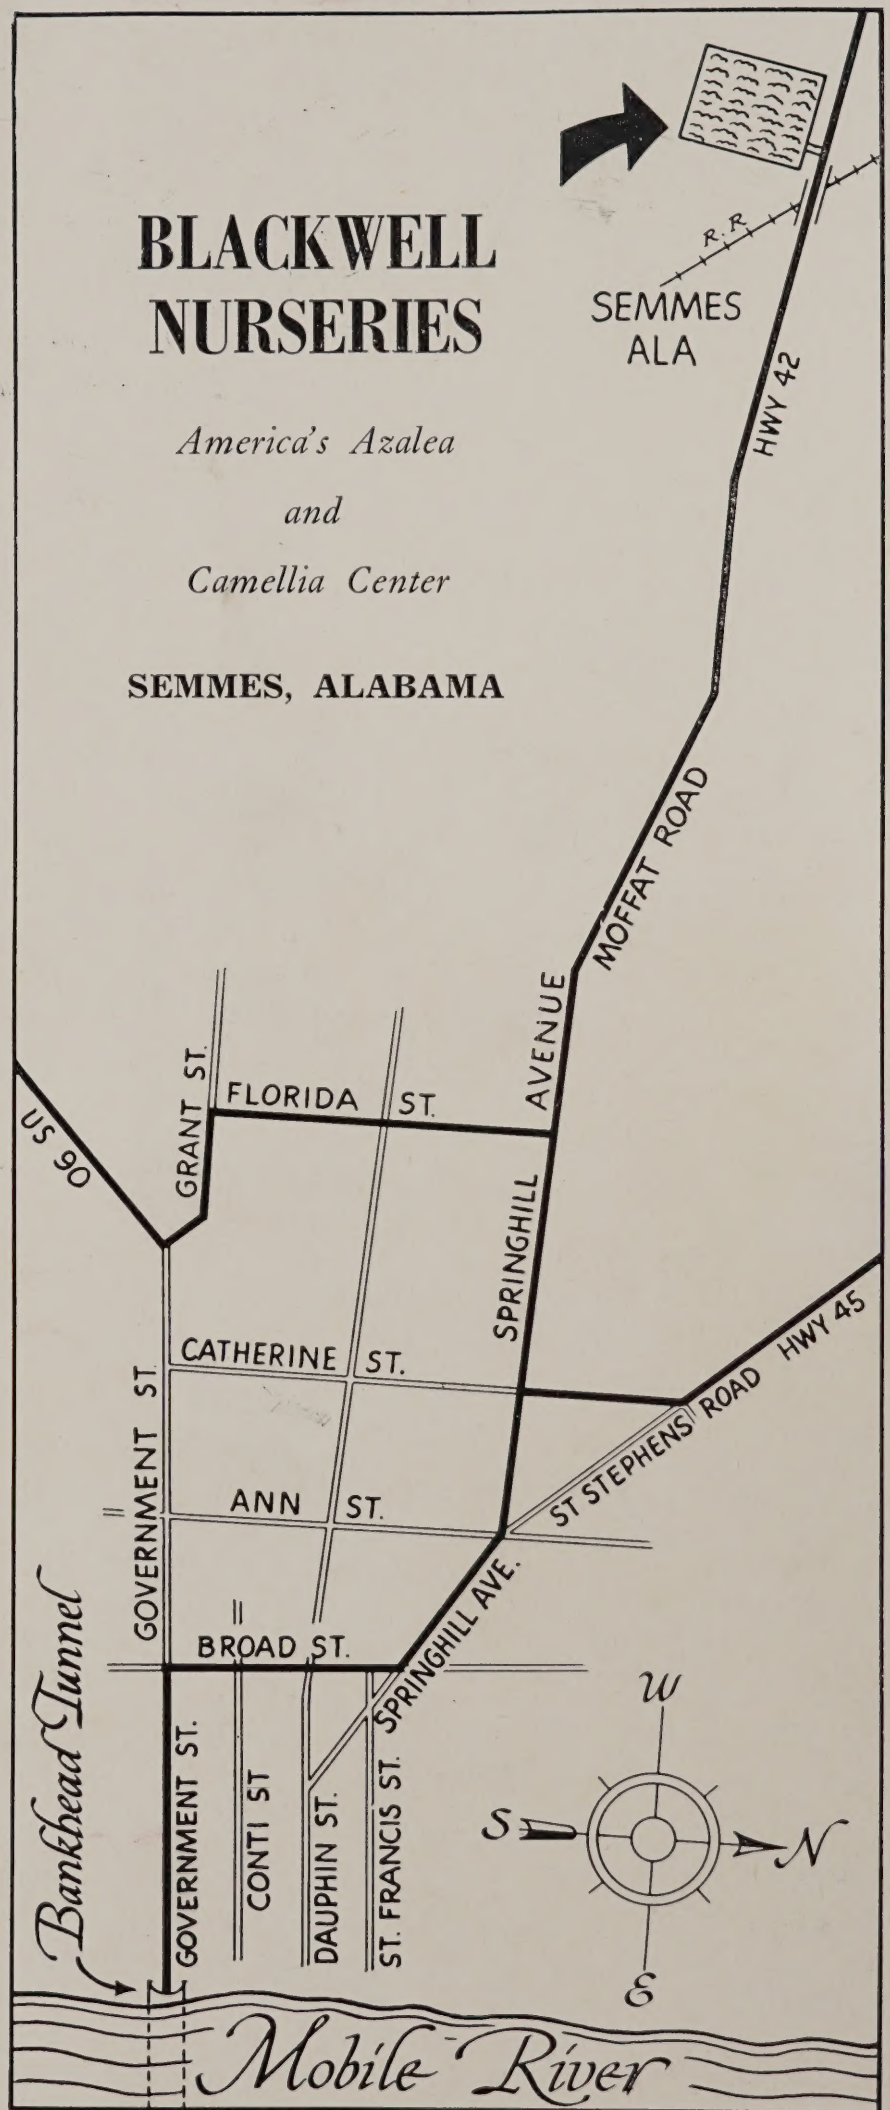 BLACKWELL
NURSERIES
America's Azalea
and
Camellia Center
SEMMES, ALABAMA
R.R
SEMMES
ALA
HWY 42
MOFFAT ROAD
SPRINGHILL AVENUE
GRANT ST.
FLORIDA ST.
US 90
CATHERINE ST.
HWY 45
ST STEPHENS ROAD
GOVERNMENT ST.
ANN ST.
SPRINGHILL AVE.
BROAD ST.
Bankhead Tunnel
GOVERNMENT ST.
CONTI ST
DAUPHIN ST.
ST. FRANCIS ST.
W
S
N
E
Mobile River